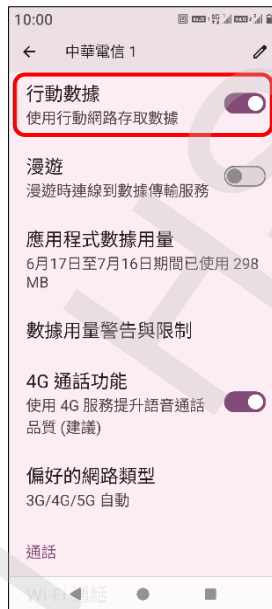 10:00
中華電信 1
行動數據
使用行動網路存取數據
漫遊
漫遊時連線到數據傳輸服務
應用程式數據用量
6月17日至7月16日期間已使用 298
MB
數據用量警告與限制
4G 通話功能
使用 4G 服務提升語音通話
品質 (建議)
偏好的網路類型
3G/4G/5G 自動
通話
Wi-Fi 通話